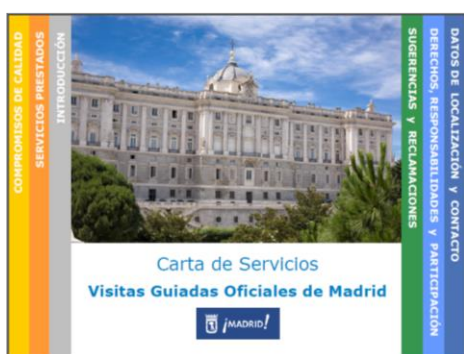 COMPROMISOS DE CALIDAD
SERVICIOS PRESTADOS
INTRODUCCIÓN
SUGERENCIAS y RECLAMACIONES
DERECHOS, RESPONSABILIDADES y PARTICIPACIÓN
DATOS DE LOCALIZACIÓN y CONTACTO
Carta de Servicios
Visitas Guiadas Oficiales de Madrid
¡MADRID!